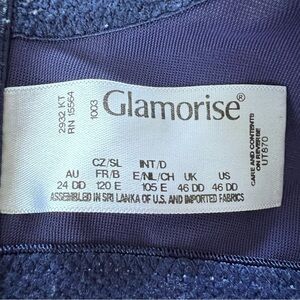 2932 KT
RN 15564
1003
Glamorise®
CARE AND CONTENTS
ON REVERSE
UT870
CZ/SL INT/D
AU FR/B E/NL/CH UK US
24 DD 120 E 105 E 46 DD 46 DD
ASSEMBLED IN SRI LANKA OF U.S. AND IMPORTED FABRICS